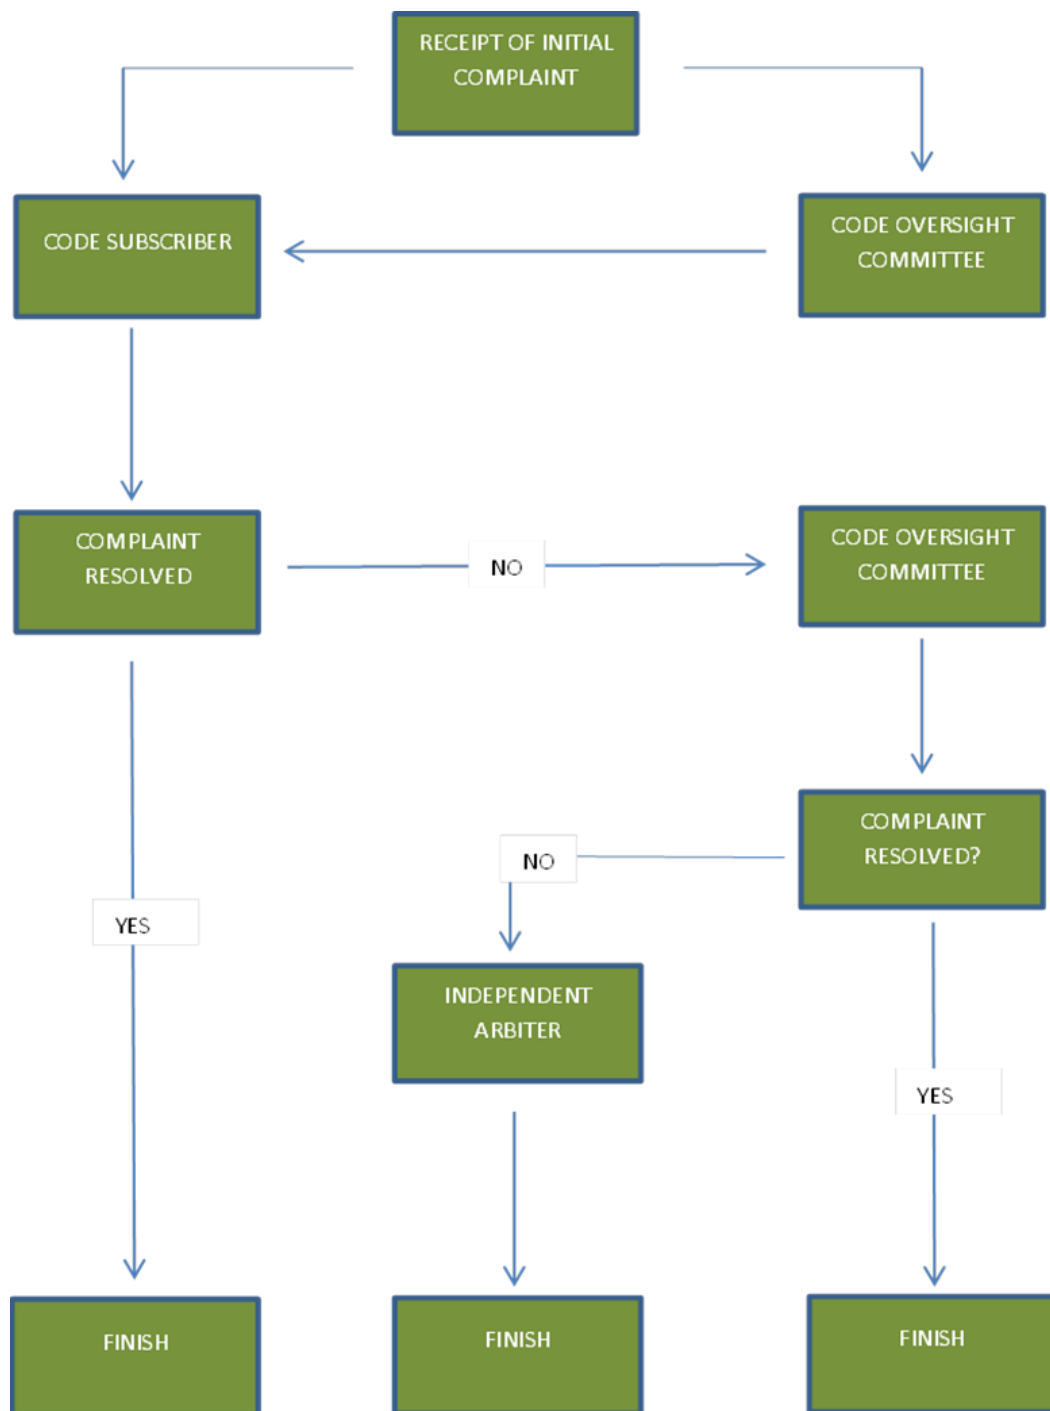 RECEIPT OF INITIAL
COMPLAINT
CODE SUBSCRIBER
CODE OVERSIGHT
COMMITTEE
COMPLAINT
RESOLVED
NO
CODE OVERSIGHT
COMMITTEE
COMPLAINT
RESOLVED?
NO
YES
INDEPENDENT
ARBITER
YES
FINISH
FINISH
FINISH